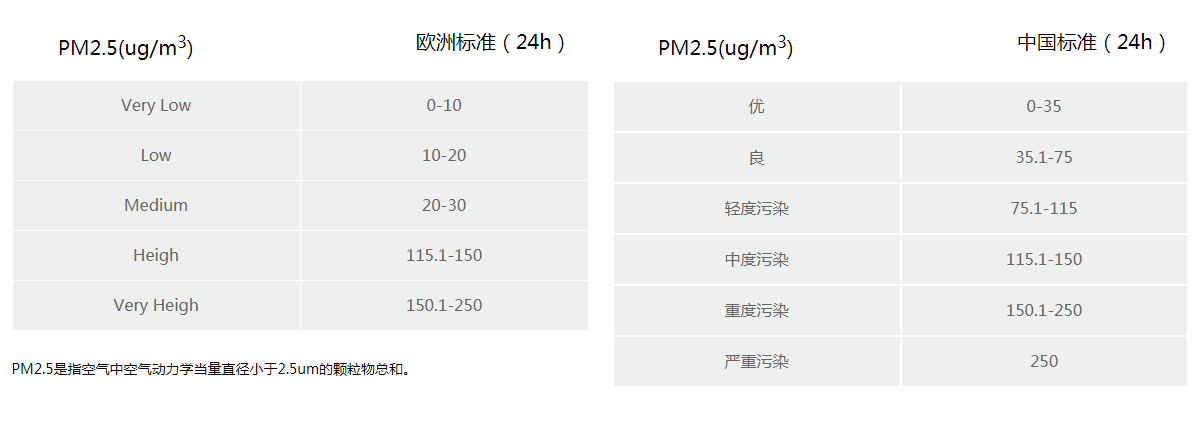 PM2.5(ug/m³) 欧洲标准（24h）
Very Low 0-10
Low 10-20
Medium 20-30
Heigh 115.1-150
Very Heigh 150.1-250
PM2.5是指空气中空气动力学当量直径小于2.5um的颗粒物总和。
PM2.5(ug/m³) 中国标准（24h）
优 0-35
良 35.1-75
轻度污染 75.1-115
中度污染 115.1-150
重度污染 150.1-250
严重污染 250